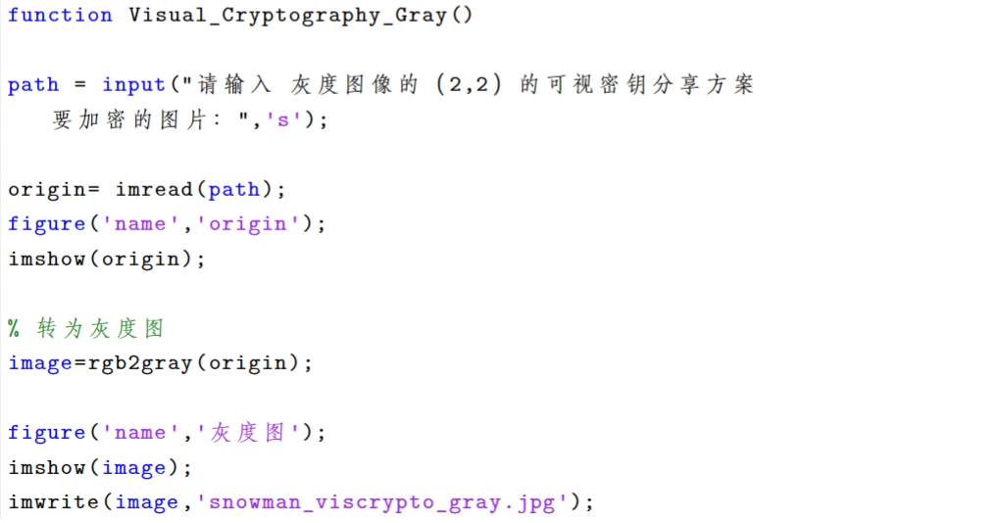 function Visual_Cryptography_Gray()
path = input("请输入 灰度图像的 (2,2) 的可视密钥分享方案
要加密的图片: ",'s');
origin= imread(path);
figure('name','origin');
imshow(origin);
% 转为灰度图
image=rgb2gray(origin);
figure('name','灰度图');
imshow(image);
imwrite(image,'snowman_viscrypto_gray.jpg');